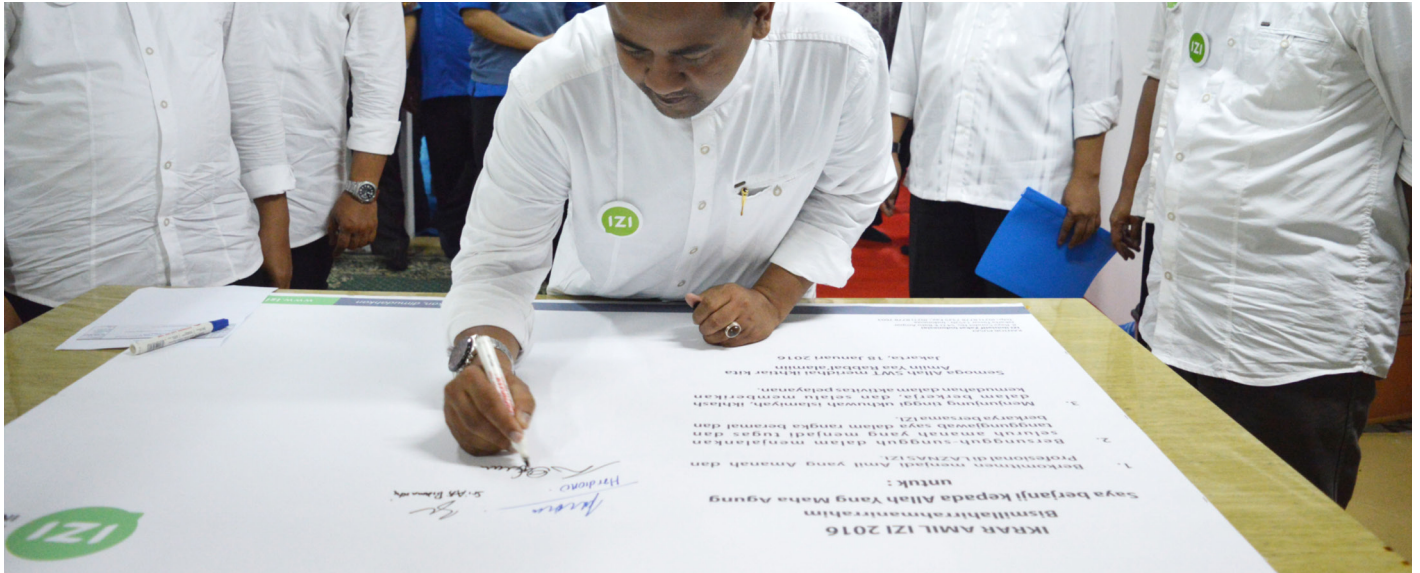 IZI
IZI
IKRAR AMIL IZI 2016
Bismillahirrahmanirrahim
Saya berjanji kepada Allah Yang Maha Agung
untuk :
1. Berkomitmen menjadi Amil yang Amanah dan
Profesional di LAZNAS IZI.
2. Bersungguh-sungguh dalam menjalankan
seluruh amanah yang menjadi tugas dan
tanggungjawab saya dalam rangka beramal dan
berkarya bersama IZI.
3. Menjunjung tinggi ukhuwah islamiyah, ikhlash,
dalam berkerja, dan selalu memberikan
kemudahan dalam aktivitas pelayanan.
Semoga Allah SWT meridhai ikhtiar kita
Amiin Yaa Rabbal'alamiin
Jakarta, 18 Januari 2016
IZI
www.izi
dimudahkan